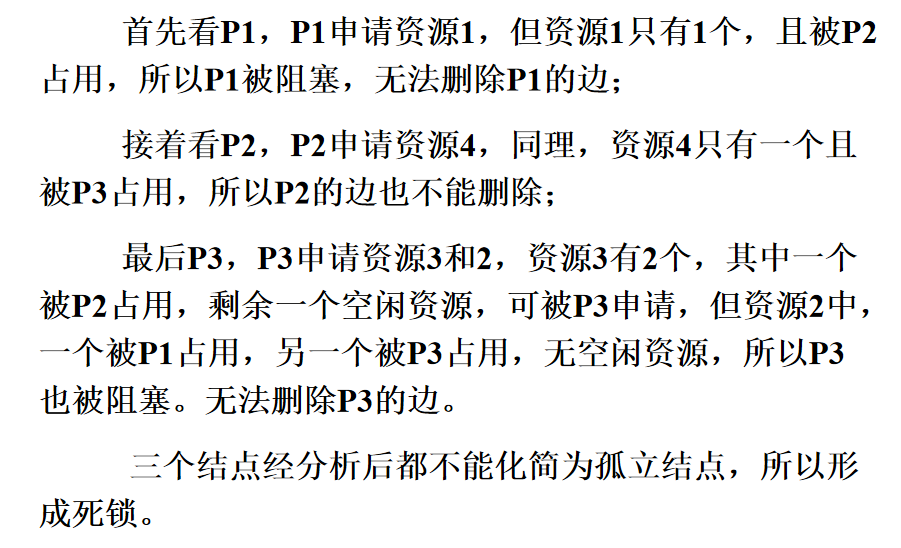 首先看P1，P1申请资源1，但资源1只有1个，且被P2
占用，所以P1被阻塞，无法删除P1的边；
接着看P2，P2申请资源4，同理，资源4只有一个且
被P3占用，所以P2的边也不能删除；
最后P3，P3申请资源3和2，资源3有2个，其中一个
被P2占用，剩余一个空闲资源，可被P3申请，但资源2中，
一个被P1占用，另一个被P3占用，无空闲资源，所以P3
也被阻塞。无法删除P3的边。
三个结点经分析后都不能化简为孤立结点，所以形
成死锁。